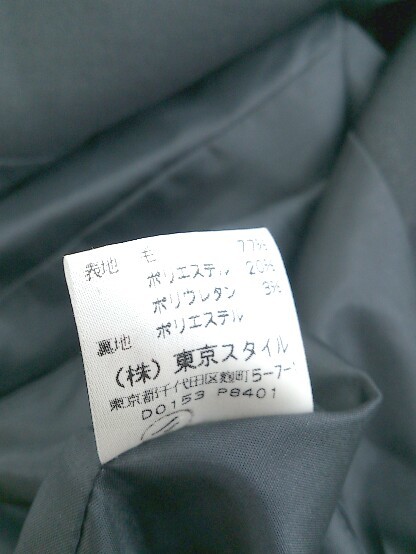 表地 毛 77%
ポリエステル 20%
ポリウレタン 3%
裏地 ポリエステル
(株)東京スタイル
東京都千代田区麹町5-7-
D0153 P8401